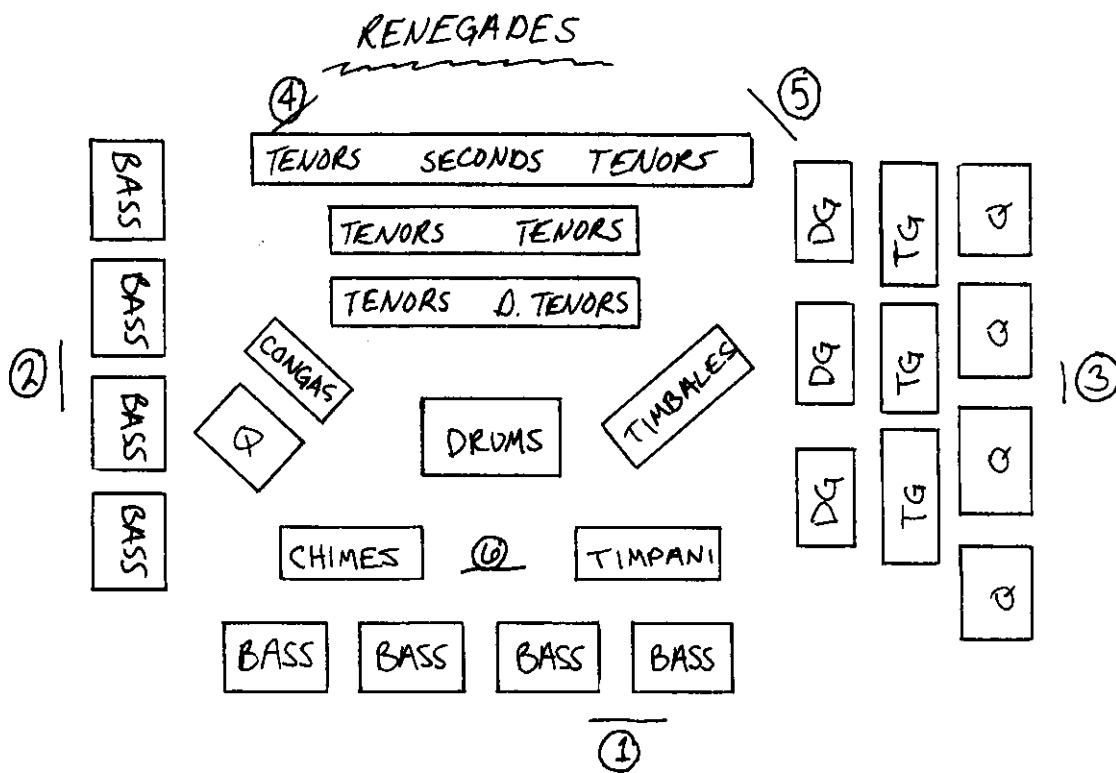 RENEGADES
4 5
TENORS SECONDS TENORS
TENORS TENORS
TENORS D. TENORS
BASS
BASS
BASS
BASS
2
CONGAS
Q
DRUMS
TIMBALES
DG TG Q
DG TG Q
DG TG Q
Q
3
CHIMES 6 TIMPANI
BASS BASS BASS BASS
1